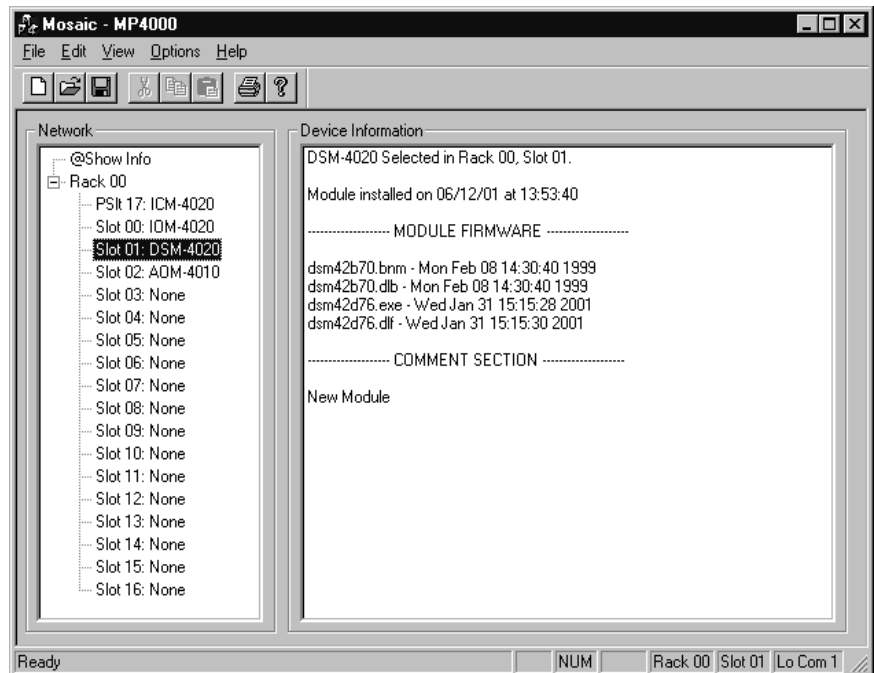 Mosaic - MP4000
File Edit View Options Help
Network
@Show Info
Rack 00
PSlt 17: ICM-4020
Slot 00: IOM-4020
Slot 01: DSM-4020
Slot 02: AOM-4010
Slot 03: None
Slot 04: None
Slot 05: None
Slot 06: None
Slot 07: None
Slot 08: None
Slot 09: None
Slot 10: None
Slot 11: None
Slot 12: None
Slot 13: None
Slot 14: None
Slot 15: None
Slot 16: None
Device Information
DSM-4020 Selected in Rack 00, Slot 01.
Module installed on 06/12/01 at 13:53:40
------------------- MODULE FIRMWARE -------------------
dsm42b70.bnm - Mon Feb 08 14:30:40 1999
dsm42b70.dlb - Mon Feb 08 14:30:40 1999
dsm42d76.exe - Wed Jan 31 15:15:28 2001
dsm42d76.dlf - Wed Jan 31 15:15:30 2001
------------------- COMMENT SECTION -------------------
New Module
Ready NUM Rack 00 Slot 01 Lo Com 1